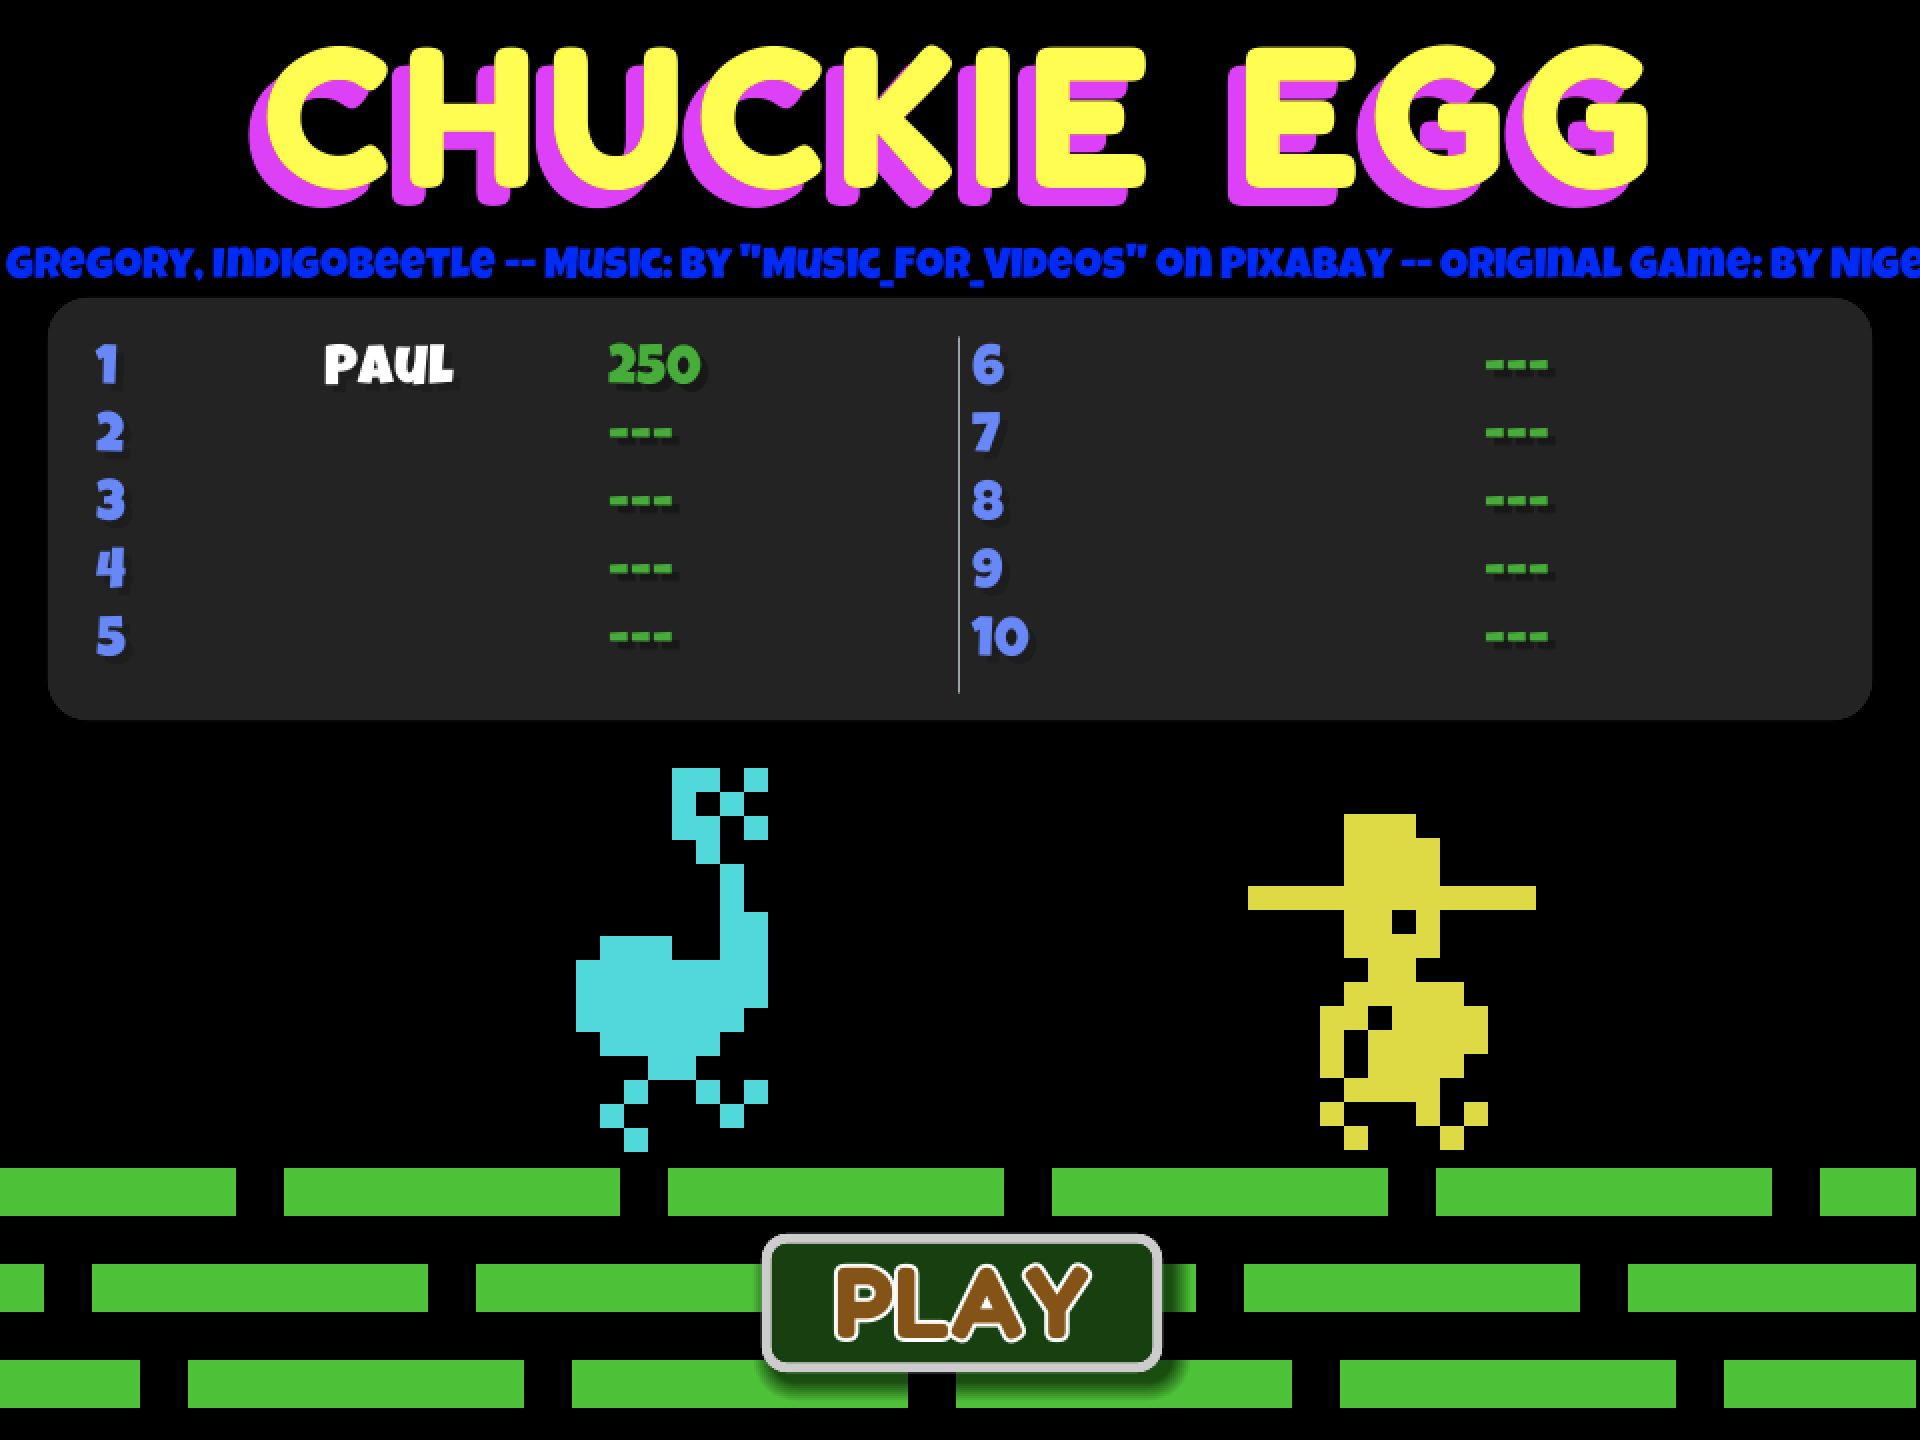 CHUCKIE EGG
GREGORY, INDIGOBEETLE -- MUSIC: BY "MUSIC_FOR_VIDEOS" ON PIXABAY -- ORIGINAL GAME: BY
1 PAUL 250
2 ---
3 ---
4 ---
5 ---
6 ---
7 ---
8 ---
9 ---
10 ---
PLAY